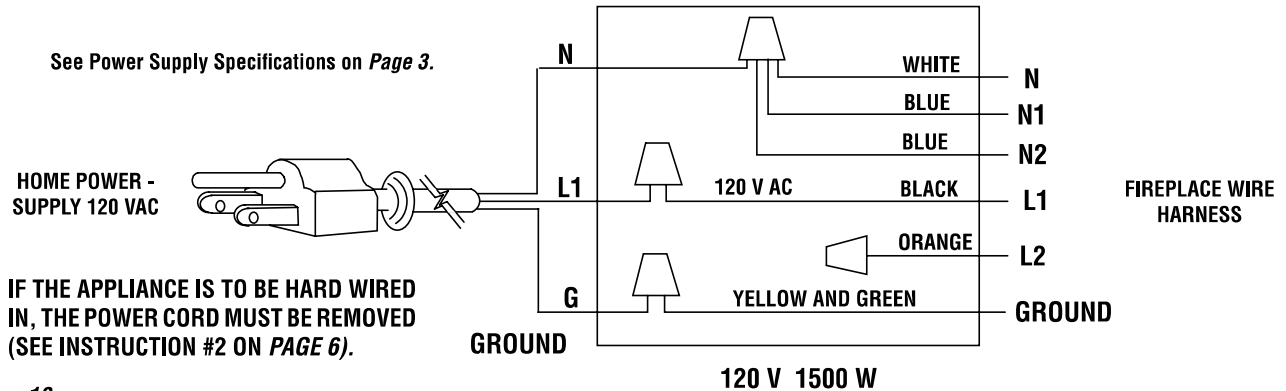 See Power Supply Specifications on Page 3.
HOME POWER -
SUPPLY 120 VAC
IF THE APPLIANCE IS TO BE HARD WIRED
IN, THE POWER CORD MUST BE REMOVED
(SEE INSTRUCTION #2 ON PAGE 6).
N
L1
G
GROUND
WHITE
N
BLUE
N1
BLUE
N2
120 V AC
BLACK
L1
ORANGE
L2
YELLOW AND GREEN
GROUND
FIREPLACE WIRE
HARNESS
120 V 1500 W